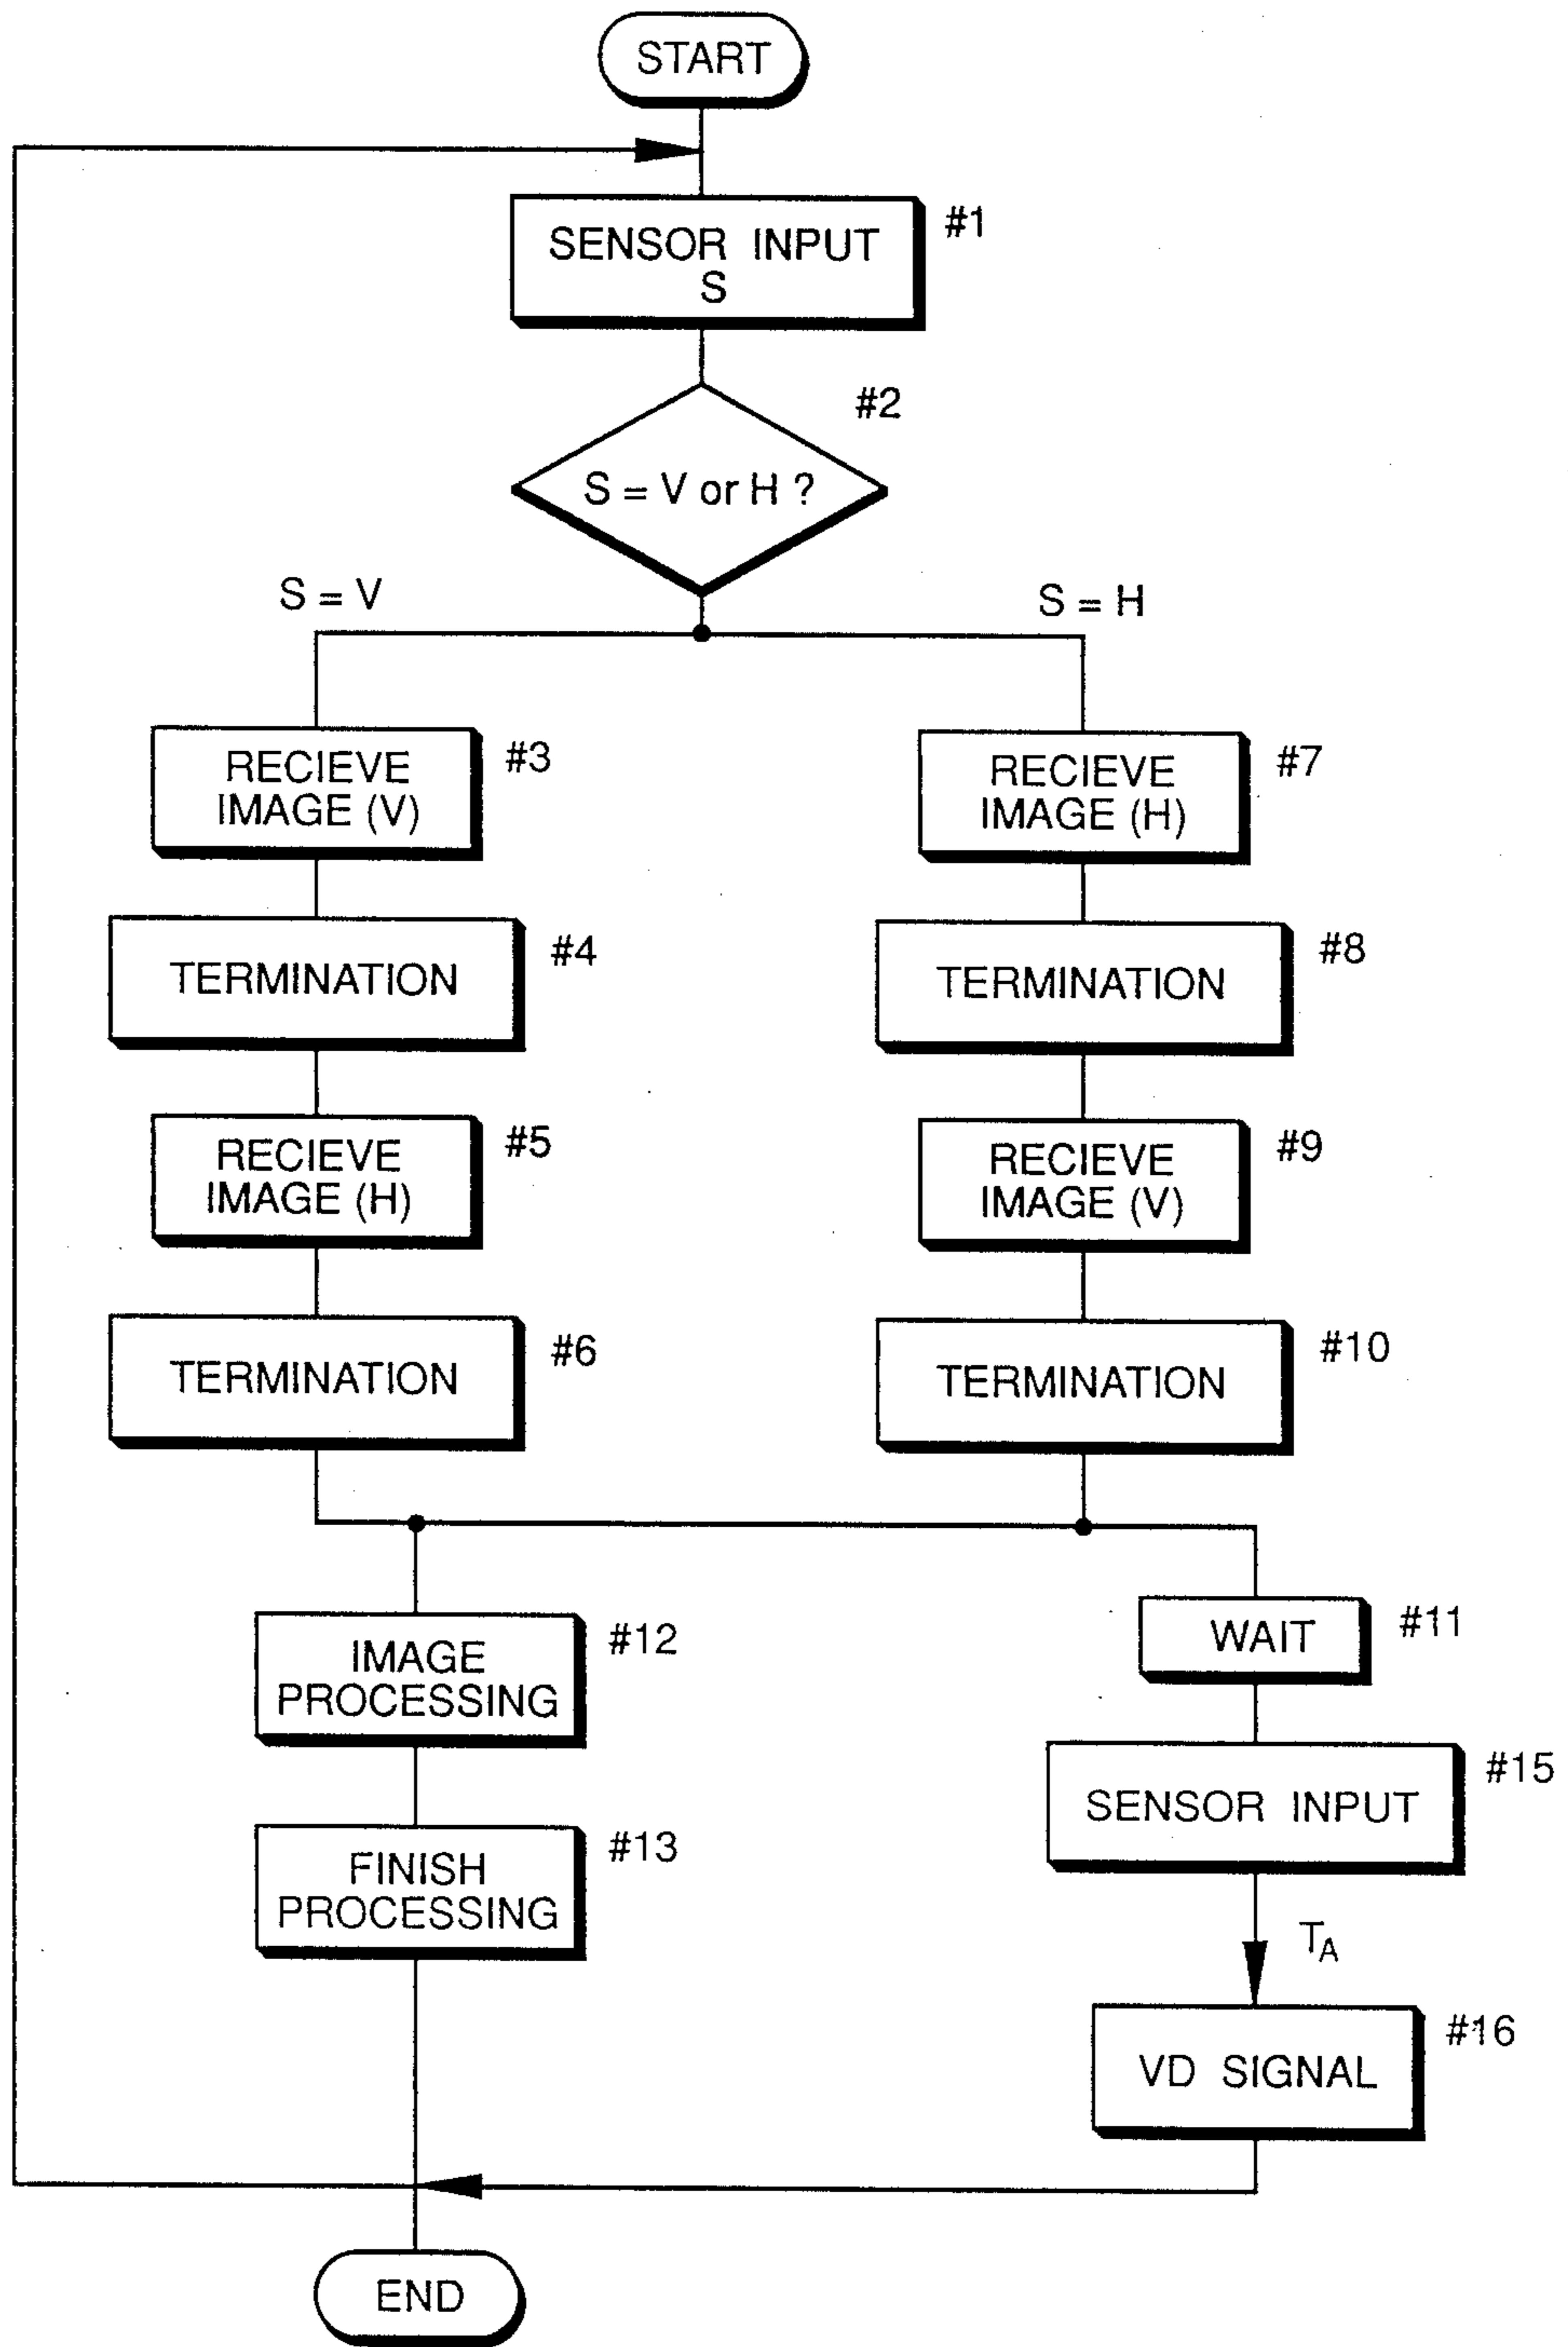 START
SENSOR INPUT
S
#1
#2
S = V or H ?
S = V
S = H
RECIEVE
IMAGE (V)
#3
TERMINATION
#4
RECIEVE
IMAGE (H)
#5
TERMINATION
#6
RECIEVE
IMAGE (H)
#7
TERMINATION
#8
RECIEVE
IMAGE (V)
#9
TERMINATION
#10
IMAGE
PROCESSING
#12
FINISH
PROCESSING
#13
WAIT
#11
SENSOR INPUT
#15
TA
VD SIGNAL
#16
END